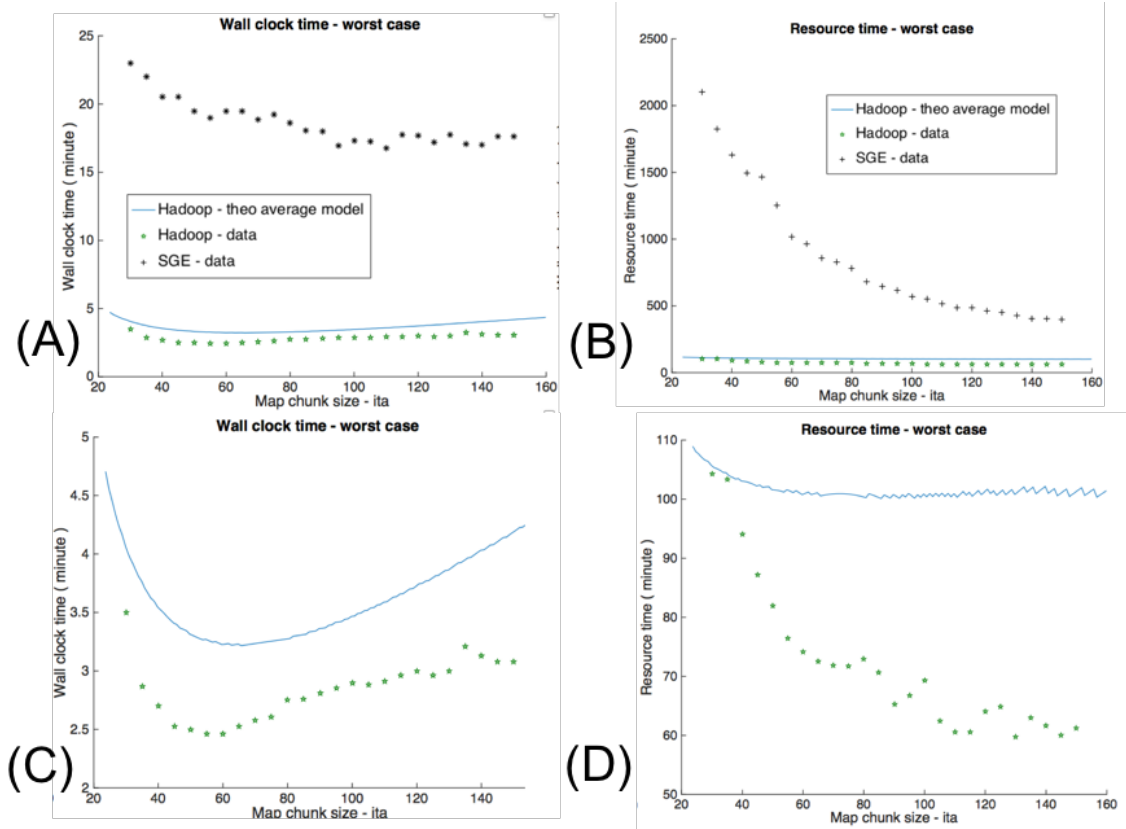 Wall clock time - worst case
Wall clock time ( minute )
25
20
15
10
5
0
Hadoop - theo average model
Hadoop - data
SGE - data
20 40 60 80 100 120 140 160
Map chunk size - ita
(A)
Resource time - worst case
Resource time ( minute )
2500
2000
1500
1000
500
0
Hadoop - theo average model
Hadoop - data
SGE - data
20 40 60 80 100 120 140 160
Map chunk size - ita
(B)
Wall clock time - worst case
Wall clock time ( minute )
5
4.5
4
3.5
3
2.5
2
20 40 60 80 100 120 140
Map chunk size - ita
(C)
Resource time - worst case
Resource time ( minute )
110
100
90
80
70
60
50
20 40 60 80 100 120 140 160
Map chunk size - ita
(D)